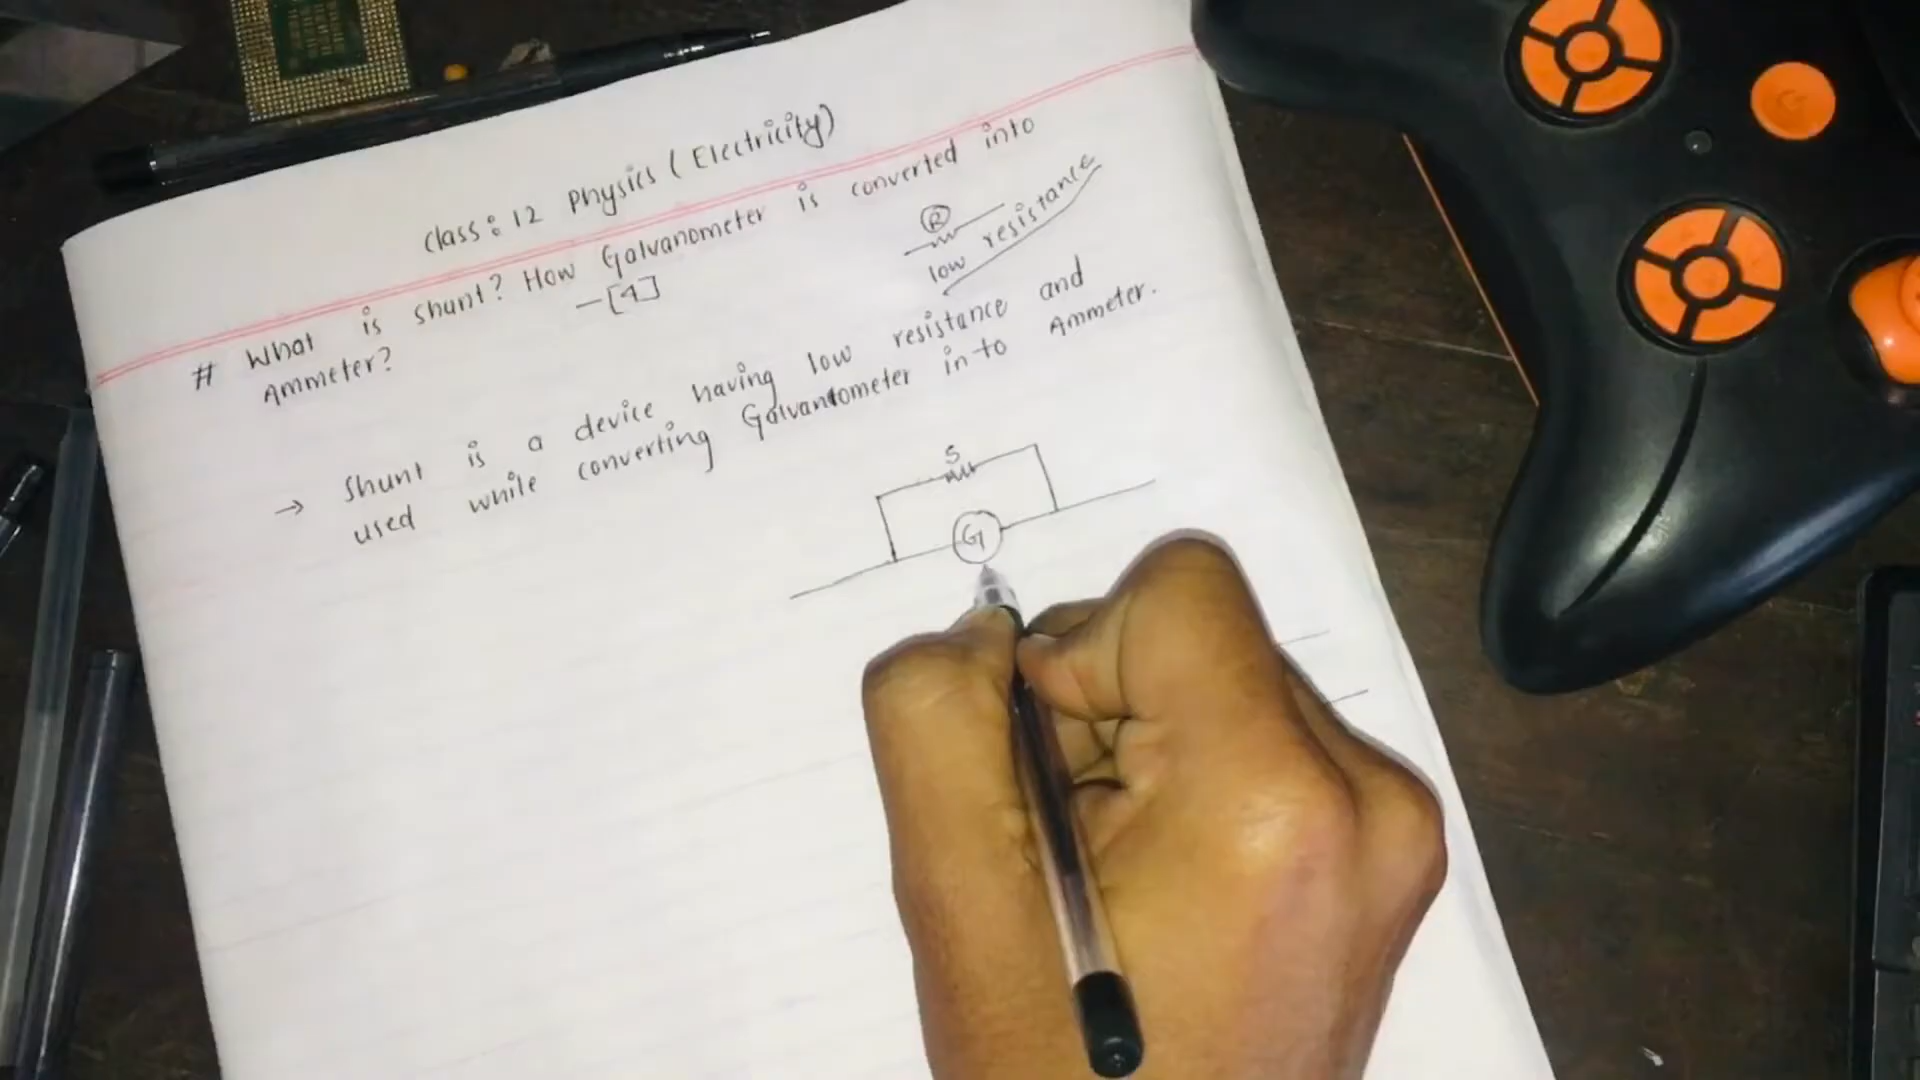 Class: 12 Physics (Electricity)
# What is shunt? How Galvanometer is converted into
Ammeter? -[4]
R
low resistance
→ Shunt is a device having low resistance and
used while converting Galvantometer in to Ammeter.
S
G